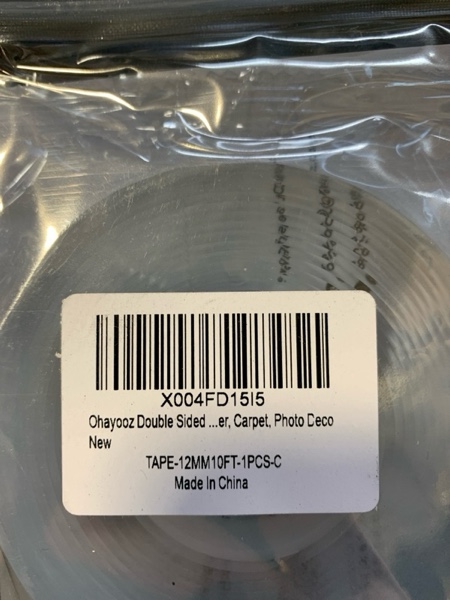 X004FD15I5
Ohayooz Double Sided ...er, Carpet, Photo Deco
New
TAPE-12MM10FT-1PCS-C
Made In China